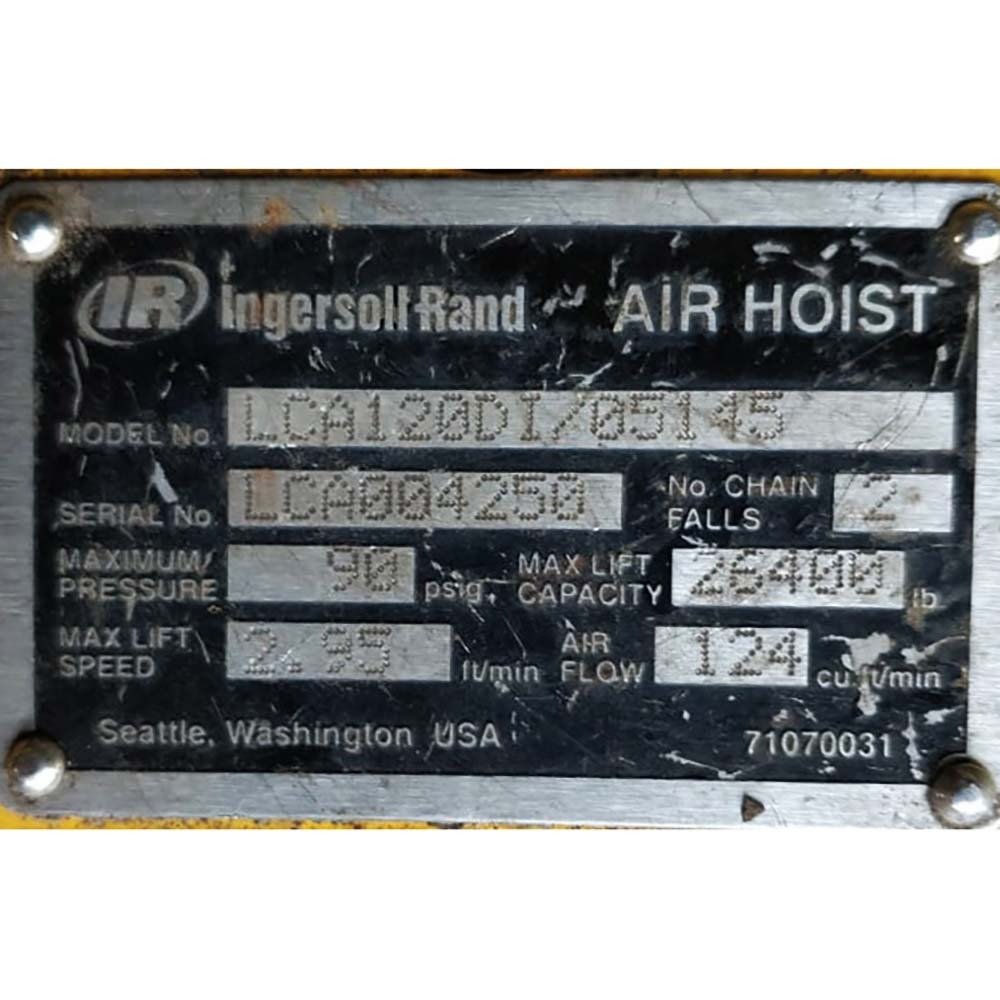 IR Ingersoll-Rand AIR HOIST
MODEL No. LCA120DI/05145
SERIAL No. LCA004250 No. CHAIN FALLS 2
MAXIMUM/ PRESSURE 90 psig. MAX LIFT CAPACITY 26400 lb
MAX LIFT SPEED 2.95 ft/min AIR FLOW 124 cu.ft/min
Seattle, Washington USA 71070031